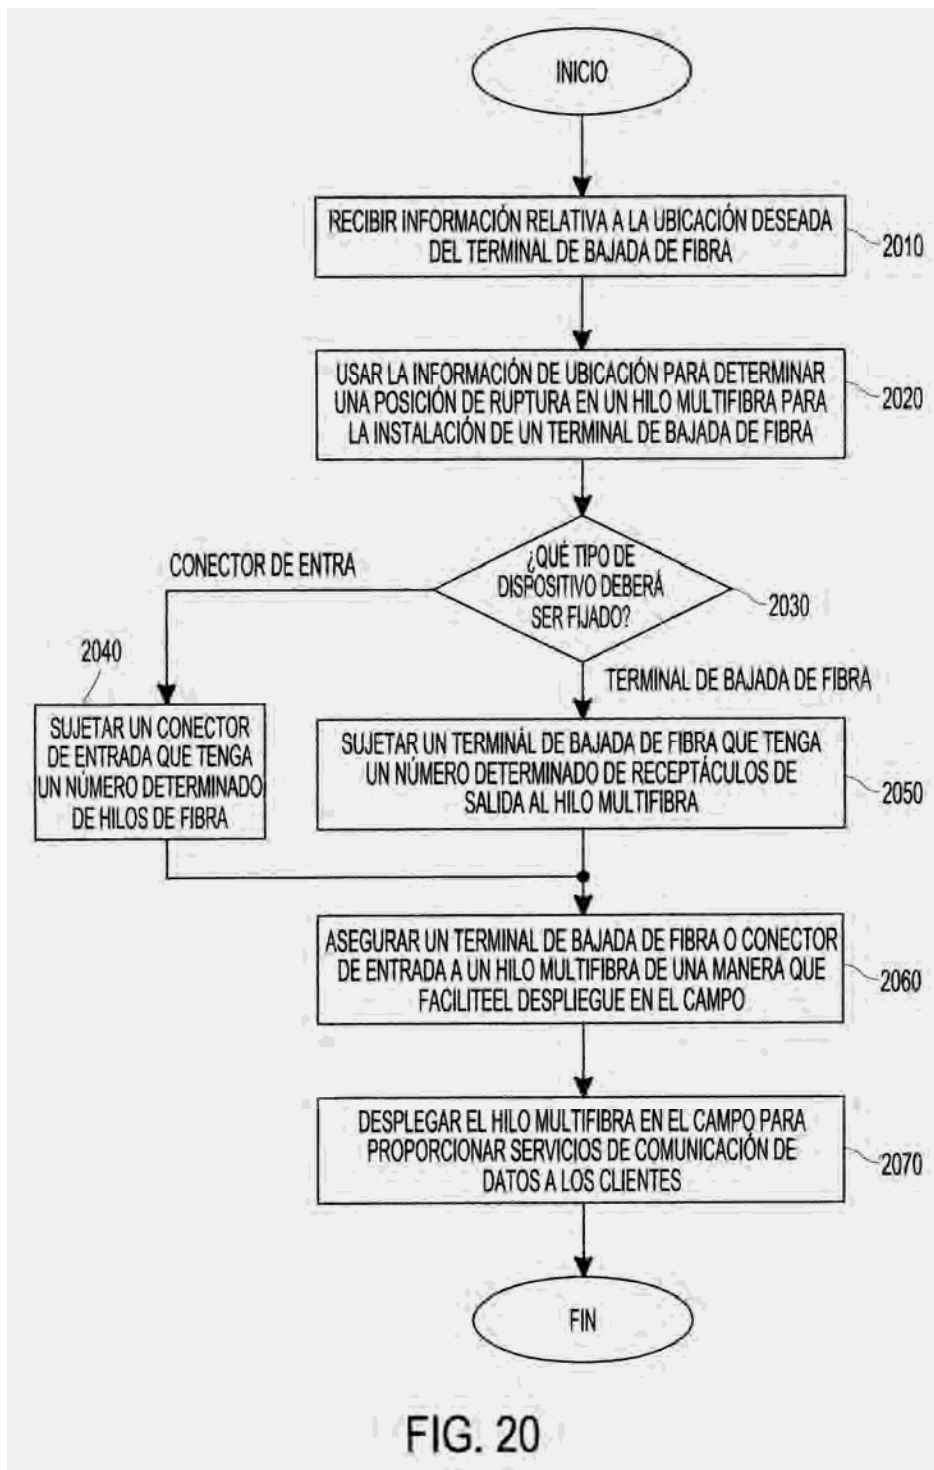 INICIO
RECIBIR INFORMACIÓN RELATIVA A LA UBICACIÓN DESEADA
DEL TERMINAL DE BAJADA DE FIBRA
2010
USAR LA INFORMACIÓN DE UBICACIÓN PARA DETERMINAR
UNA POSICIÓN DE RUPTURA EN UN HILO MULTIFIBRA PARA
LA INSTALACIÓN DE UN TERMINAL DE BAJADA DE FIBRA
2020
¿QUÉ TIPO DE
DISPOSITIVO DEBERÁ
SER FIJADO?
2030
CONECTOR DE ENTRA
2040
SUJETAR UN CONECTOR
DE ENTRADA QUE TENGA
UN NÚMERO DETERMINADO
DE HILOS DE FIBRA
TERMINAL DE BAJADA DE FIBRA
SUJETAR UN TERMINÁL DE BAJADA DE FIBRA QUE TENGA
UN NÚMERO DETERMINADO DE RECEPTÁCULOS DE
SALIDA AL HILO MULTIFIBRA
2050
ASEGURAR UN TERMINAL DE BAJADA DE FIBRA O CONECTOR
DE ENTRADA A UN HILO MULTIFIBRA DE UNA MANERA QUE
FACILITEEL DESPLIEGUE EN EL CAMPO
2060
DESPLEGAR EL HILO MULTIFIBRA EN EL CAMPO PARA
PROPORCIONAR SERVICIOS DE COMUNICACIÓN DE
DATOS A LOS CLIENTES
2070
FIN
FIG. 20